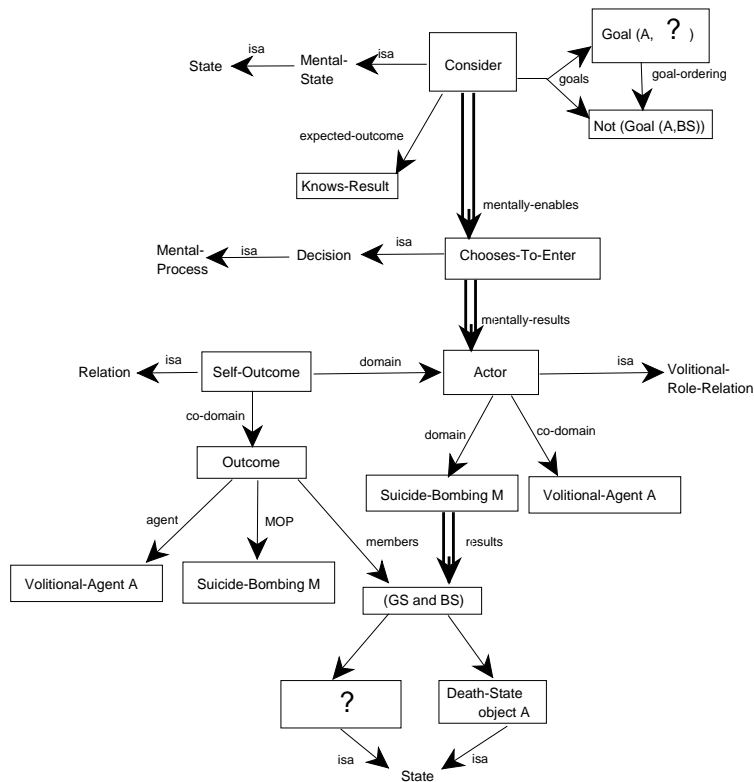 Goal (A, ? )
State
isa
Mental-
State
isa
Consider
goals
goal-ordering
Not (Goal (A,BS))
expected-outcome
Knows-Result
mentally-enables
Mental-
Process
isa
Decision
isa
Chooses-To-Enter
mentally-results
Relation
isa
Self-Outcome
domain
Actor
isa
Volitional-
Role-Relation
co-domain
domain
co-domain
Outcome
Suicide-Bombing M
Volitional-Agent A
agent
MOP
members
results
Volitional-Agent A
Suicide-Bombing M
(GS and BS)
?
Death-State
object A
isa
isa
State